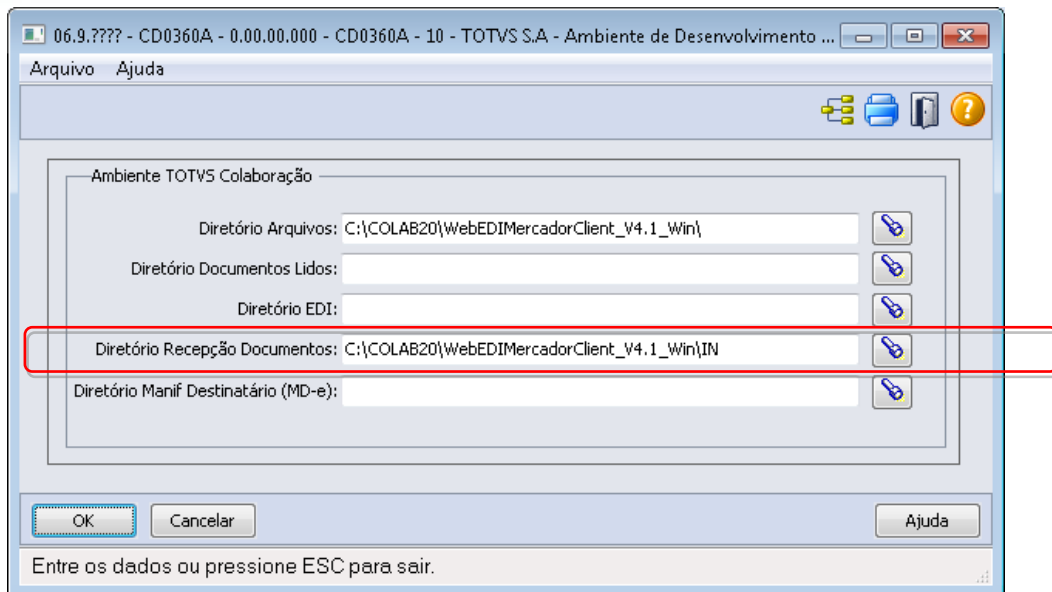 06.9.???? - CD0360A - 0.00.00.000 - CD0360A - 10 - TOTVS S.A - Ambiente de Desenvolvimento ...
Arquivo Ajuda
Ambiente TOTVS Colaboração
Diretório Arquivos: C:\COLAB20\WebEDIMercadorClient_V4.1_Win\
Diretório Documentos Lidos:
Diretório EDI:
Diretório Recepção Documentos: C:\COLAB20\WebEDIMercadorClient_V4.1_Win\IN
Diretório Manif Destinatário (MD-e):
OK Cancelar Ajuda
Entre os dados ou pressione ESC para sair.